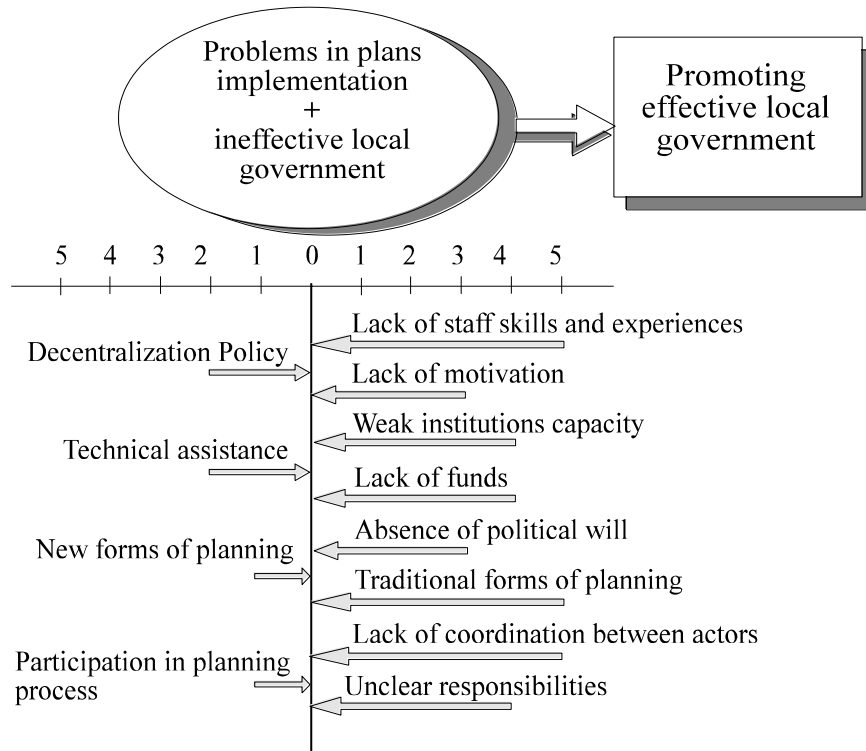 Problems in plans
implementation
+
ineffective local
government
Promoting
effective local
government
5 4 3 2 1 0 1 2 3 4 5
Lack of staff skills and experiences
Decentralization Policy
Lack of motivation
Weak institutions capacity
Technical assistance
Lack of funds
Absence of political will
New forms of planning
Traditional forms of planning
Lack of coordination between actors
Participation in planning
process
Unclear responsibilities